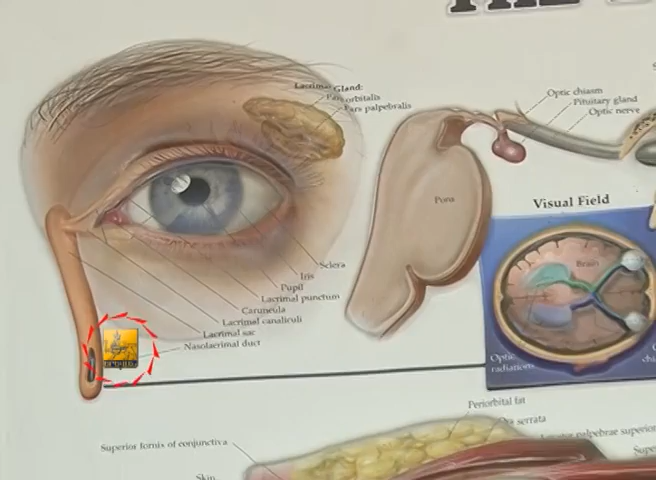 Lacrimal Gland:
Pars orbitalis
Pars palpebralis
Optic chiasm
Pituitary gland
Optic nerve
Pons
Visual Field
Brain
Sclera
Iris
Pupil
Lacrimal punctum
Caruncula
Lacrimal canaliculi
Lacrimal sac
Nasolacrimal duct
Optic
radiations
Periorbital fat
Ora serrata
Superior fornix of conjunctiva
palpebrae superior
Skin